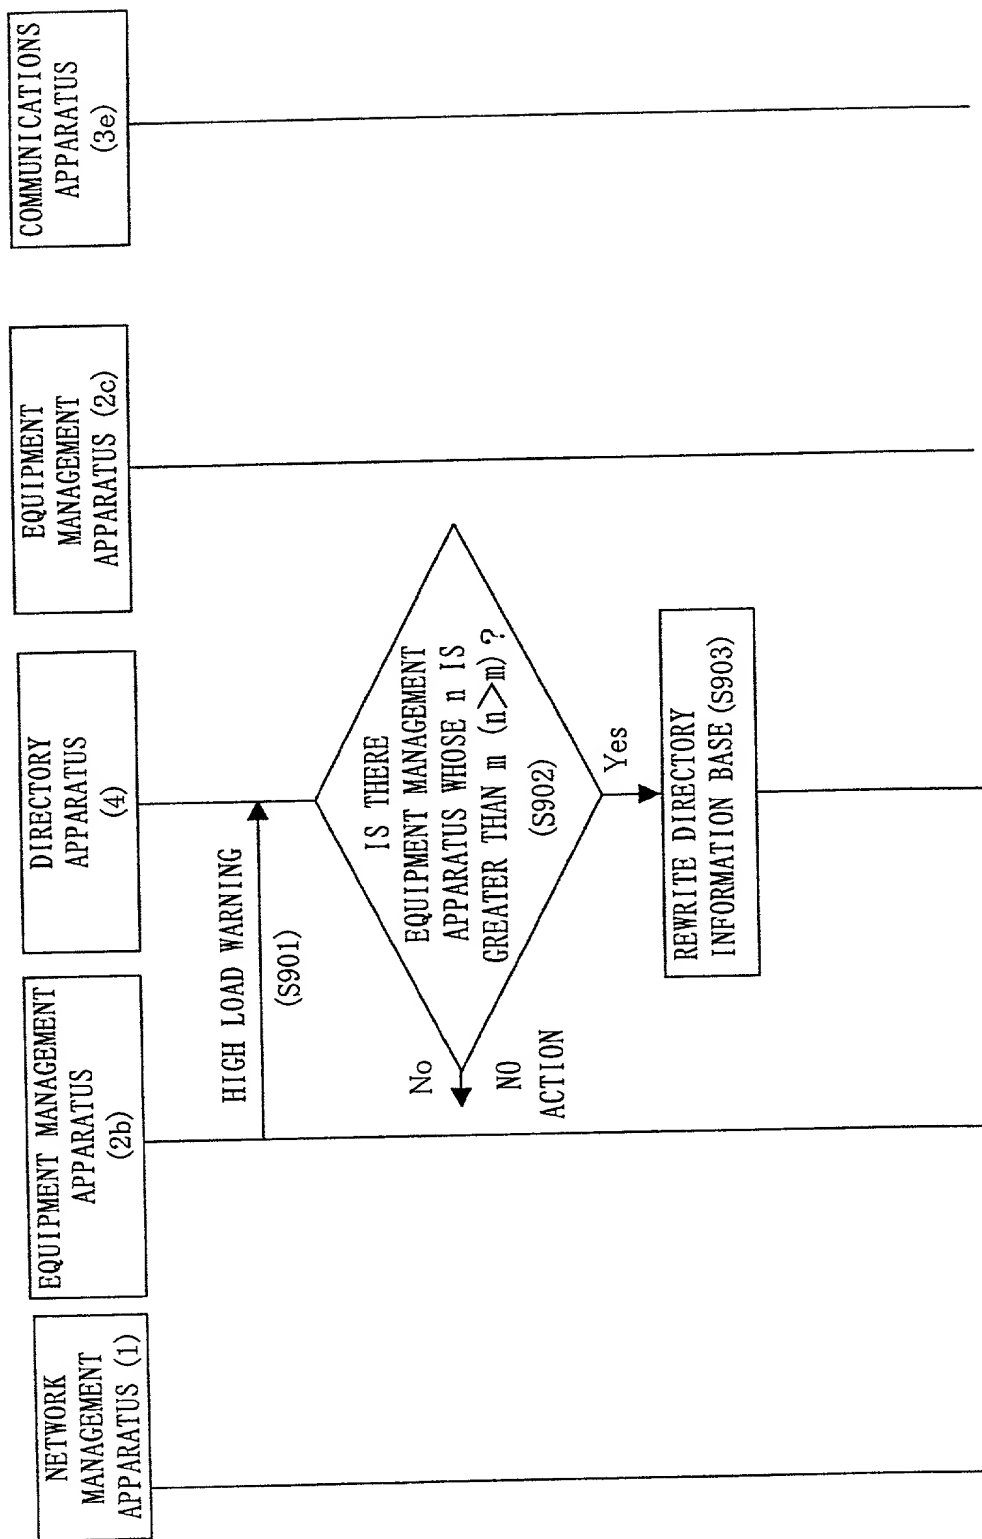 NETWORK
MANAGEMENT
APPARATUS (1)
EQUIPMENT MANAGEMENT
APPARATUS
(2b)
DIRECTORY
APPARATUS
(4)
EQUIPMENT
MANAGEMENT
APPARATUS (2c)
COMMUNICATIONS
APPARATUS
(3e)
HIGH LOAD WARNING
(S901)
IS THERE
EQUIPMENT MANAGEMENT
APPARATUS WHOSE n IS
GREATER THAN m (n>m)?
(S902)
No
NO
ACTION
Yes
REWRITE DIRECTORY
INFORMATION BASE (S903)